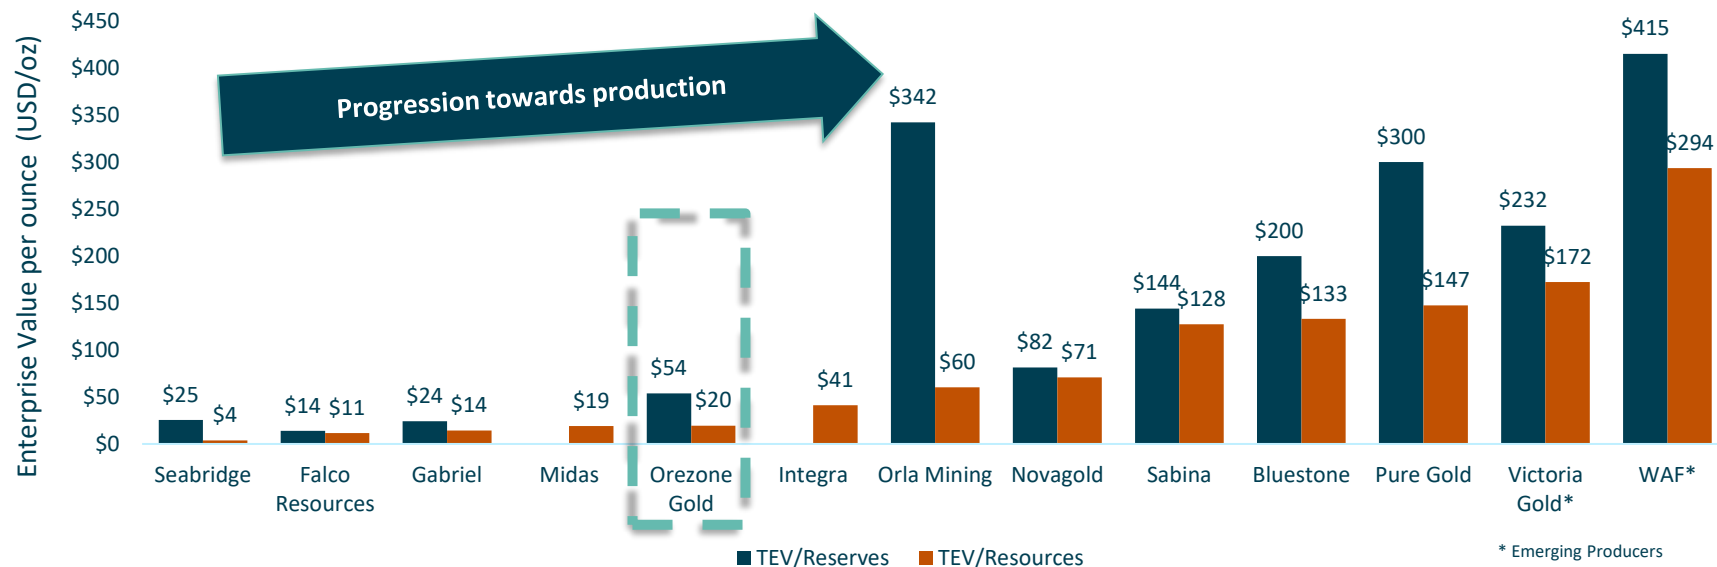 Enterprise Value per ounce (USD/oz)
$450
$400
$350
$300
$250
$200
$150
$100
$50
$0
Progression towards production
$25
$4
$14
$11
$24
$14
$19
$54
$20
$41
$342
$60
$82
$71
$144
$128
$200
$133
$300
$147
$232
$172
$415
$294
Seabridge
Falco
Resources
Gabriel
Midas
Orezone
Gold
Integra
Orla Mining
Novagold
Sabina
Bluestone
Pure Gold
Victoria
Gold*
WAF*
TEV/Reserves
TEV/Resources
* Emerging Producers